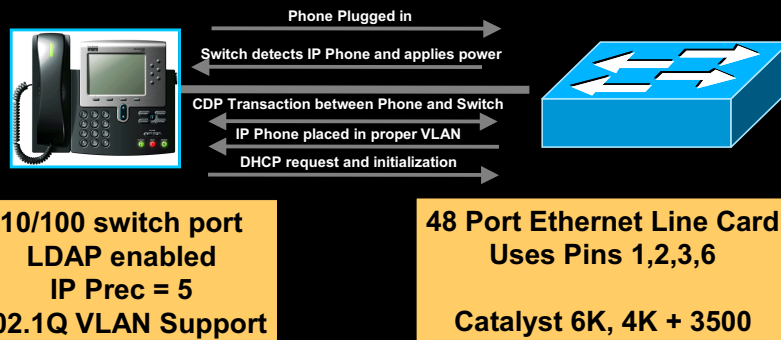 Phone Plugged in
Switch detects IP Phone and applies power
CDP Transaction between Phone and Switch
IP Phone placed in proper VLAN
DHCP request and initialization
10/100 switch port
LDAP enabled
IP Prec = 5
02.1Q VLAN Support
48 Port Ethernet Line Card
Uses Pins 1,2,3,6
Catalyst 6K, 4K + 3500